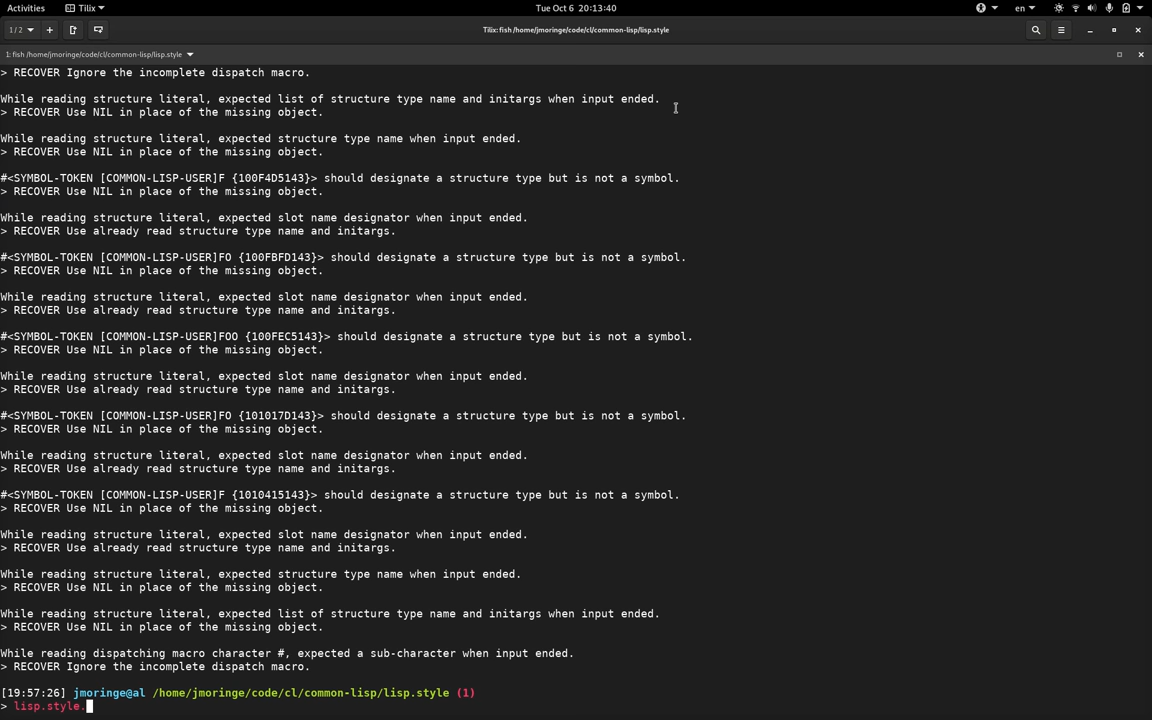 Activities Tilix Tue Oct 6 20:13:40 en
1/2 Tilix: fish /home/jmoringe/code/cl/common-lisp/lisp.style
1: fish /home/jmoringe/code/cl/common-lisp/lisp.style
> RECOVER Ignore the incomplete dispatch macro.
While reading structure literal, expected list of structure type name and initargs when input ended.
> RECOVER Use NIL in place of the missing object.
While reading structure literal, expected structure type name when input ended.
> RECOVER Use NIL in place of the missing object.
#<SYMBOL-TOKEN [COMMON-LISP-USER]F {100F4D5143}> should designate a structure type but is not a symbol.
> RECOVER Use NIL in place of the missing object.
While reading structure literal, expected slot name designator when input ended.
> RECOVER Use already read structure type name and initargs.
#<SYMBOL-TOKEN [COMMON-LISP-USER]FO {100FBFD143}> should designate a structure type but is not a symbol.
> RECOVER Use NIL in place of the missing object.
While reading structure literal, expected slot name designator when input ended.
> RECOVER Use already read structure type name and initargs.
#<SYMBOL-TOKEN [COMMON-LISP-USER]FOO {100FEC5143}> should designate a structure type but is not a symbol.
> RECOVER Use NIL in place of the missing object.
While reading structure literal, expected slot name designator when input ended.
> RECOVER Use already read structure type name and initargs.
#<SYMBOL-TOKEN [COMMON-LISP-USER]FO {101017D143}> should designate a structure type but is not a symbol.
> RECOVER Use NIL in place of the missing object.
While reading structure literal, expected slot name designator when input ended.
> RECOVER Use already read structure type name and initargs.
#<SYMBOL-TOKEN [COMMON-LISP-USER]F {1010415143}> should designate a structure type but is not a symbol.
> RECOVER Use NIL in place of the missing object.
While reading structure literal, expected slot name designator when input ended.
> RECOVER Use already read structure type name and initargs.
While reading structure literal, expected structure type name when input ended.
> RECOVER Use NIL in place of the missing object.
While reading structure literal, expected list of structure type name and initargs when input ended.
> RECOVER Use NIL in place of the missing object.
While reading dispatching macro character #, expected a sub-character when input ended.
> RECOVER Ignore the incomplete dispatch macro.
[19:57:26] jmoringe@al /home/jmoringe/code/cl/common-lisp/lisp.style (1)
> lisp.style.